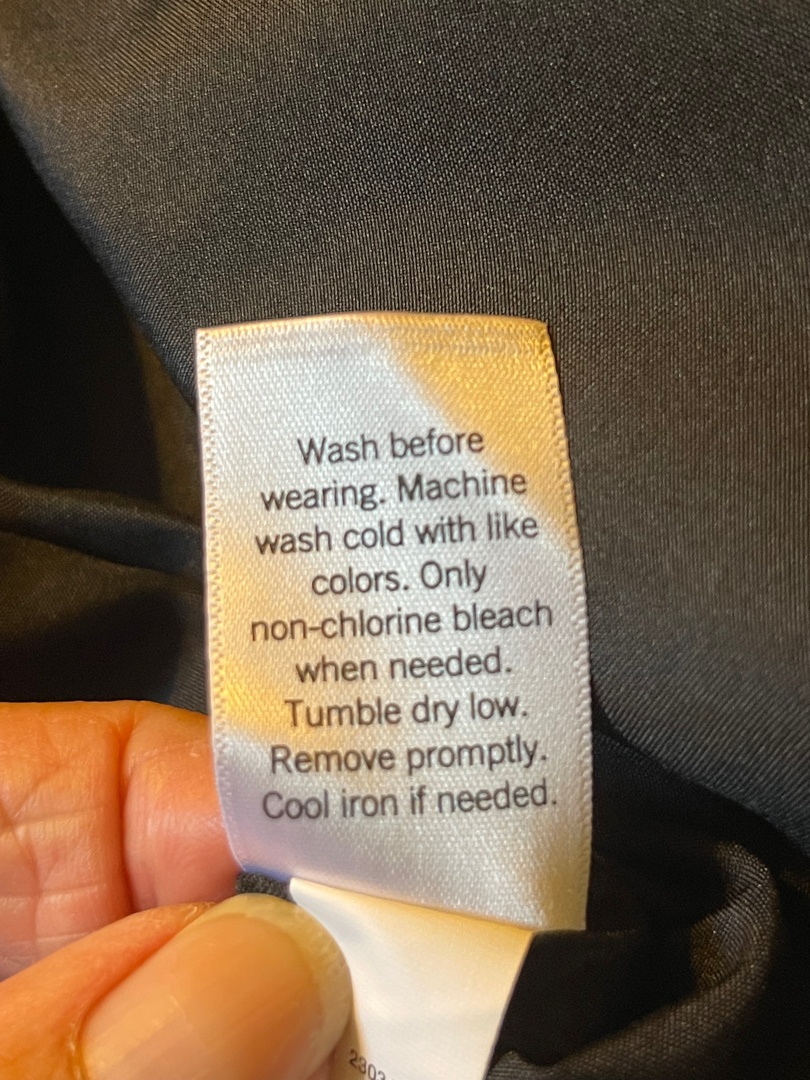 Wash before
wearing. Machine
wash cold with like
colors. Only
non-chlorine bleach
when needed.
Tumble dry low.
Remove promptly.
Cool iron if needed.